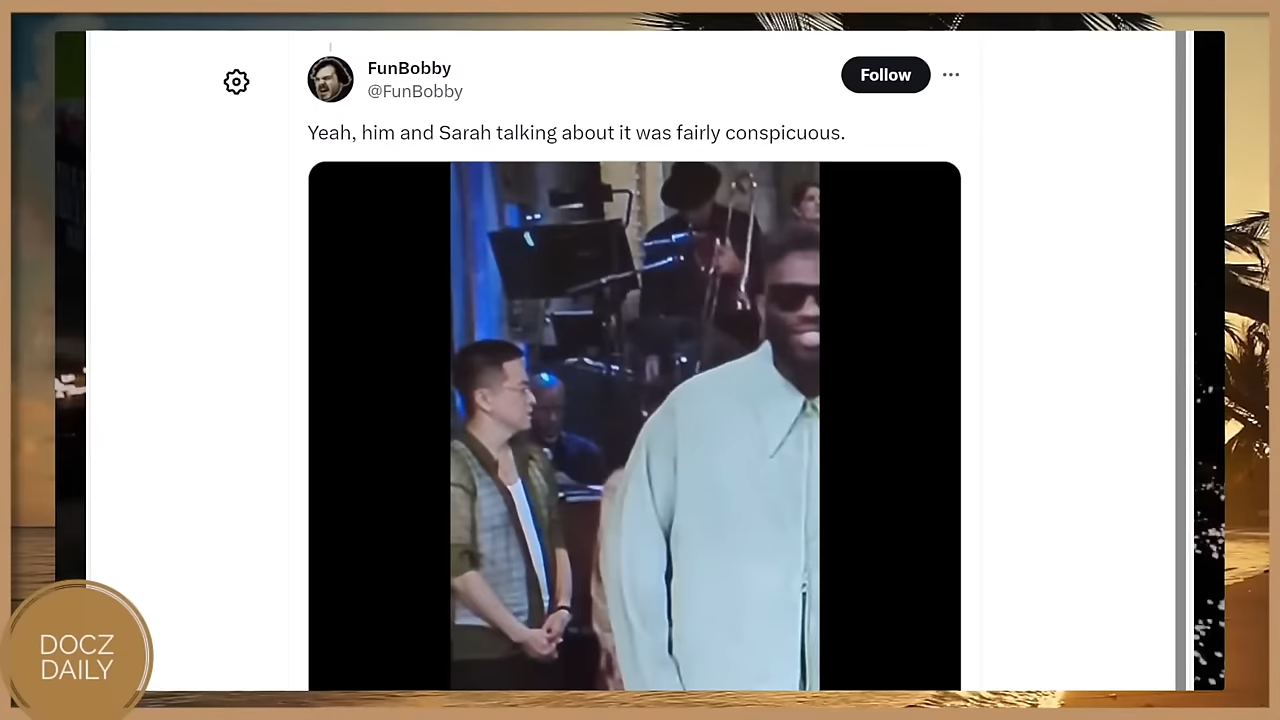 FunBobby
@FunBobby
Follow
Yeah, him and Sarah talking about it was fairly conspicuous.
DOCZ
DAILY